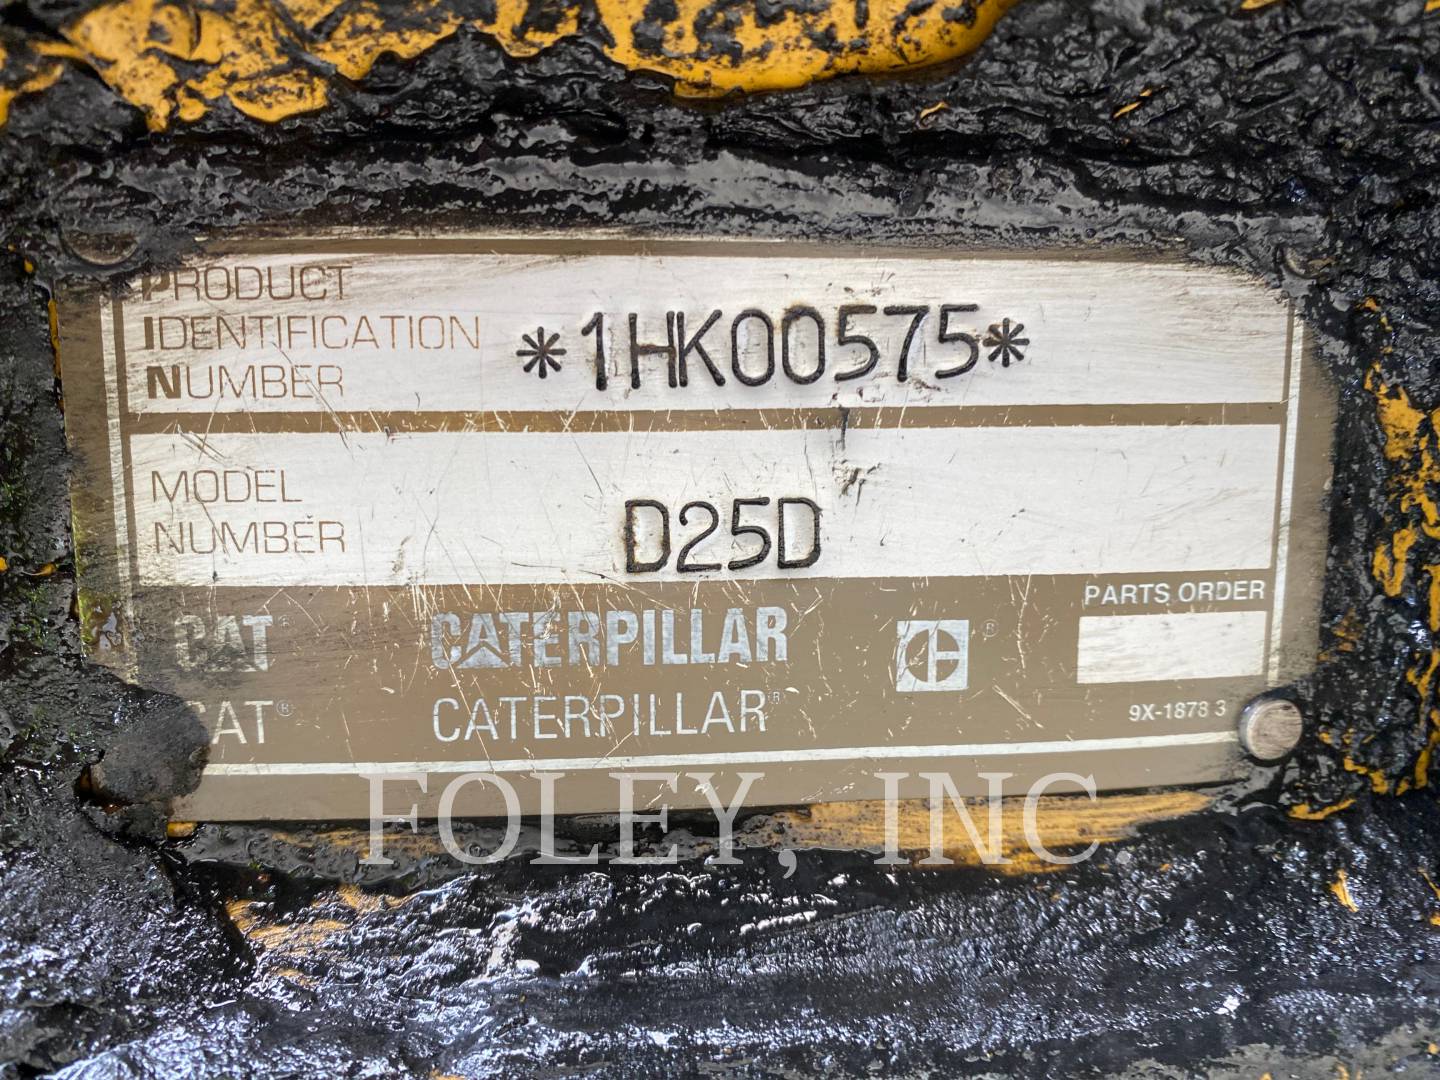 PRODUCT
IDENTIFICATION
NUMBER
*1HK00575*
MODEL
NUMBER
D25D
CAT® CATERPILLAR ®
CAT® CATERPILLAR®
PARTS ORDER
9X-1878 3
FOLEY, INC.